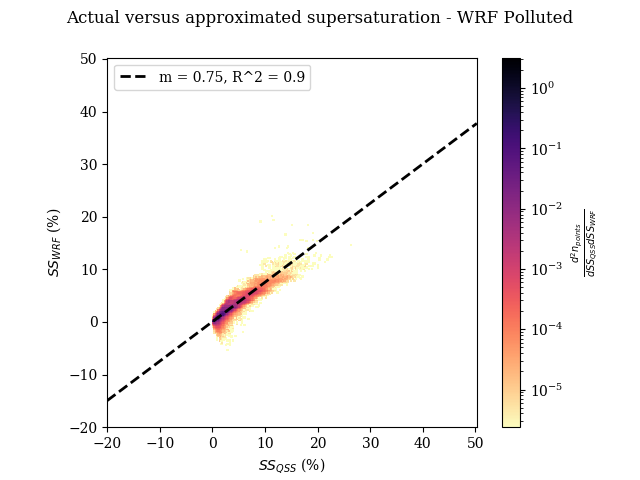 Actual versus approximated supersaturation - WRF Polluted
m = 0.75, R^2 = 0.9
50
40
30
20
10
0
−10
−20
−20 −10 0 10 20 30 40 50
SS_QSS (%)
SS_WRF (%)
10^0
10^−1
10^−2
10^−3
10^−4
10^−5
d²n_points
dSS_QSS dSS_WRF